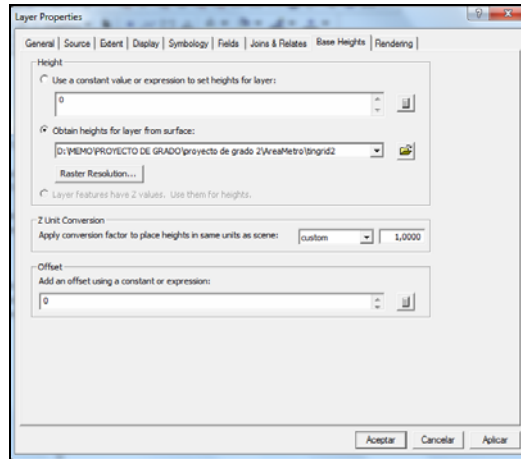 Layer Properties
General Source Extent Display Symbology Fields Joins & Relates Base Heights Rendering
Height
Use a constant value or expression to set heights for layer:
0
Obtain heights for layer from surface:
D:\MEMO\PROYECTO DE GRADO\proyecto de grado 2\AreaMetro\tingrid2
Raster Resolution...
Layer features have Z values. Use them for heights.
Z Unit Conversion
Apply conversion factor to place heights in same units as scene: custom 1,0000
Offset
Add an offset using a constant or expression:
0
Aceptar Cancelar Aplicar